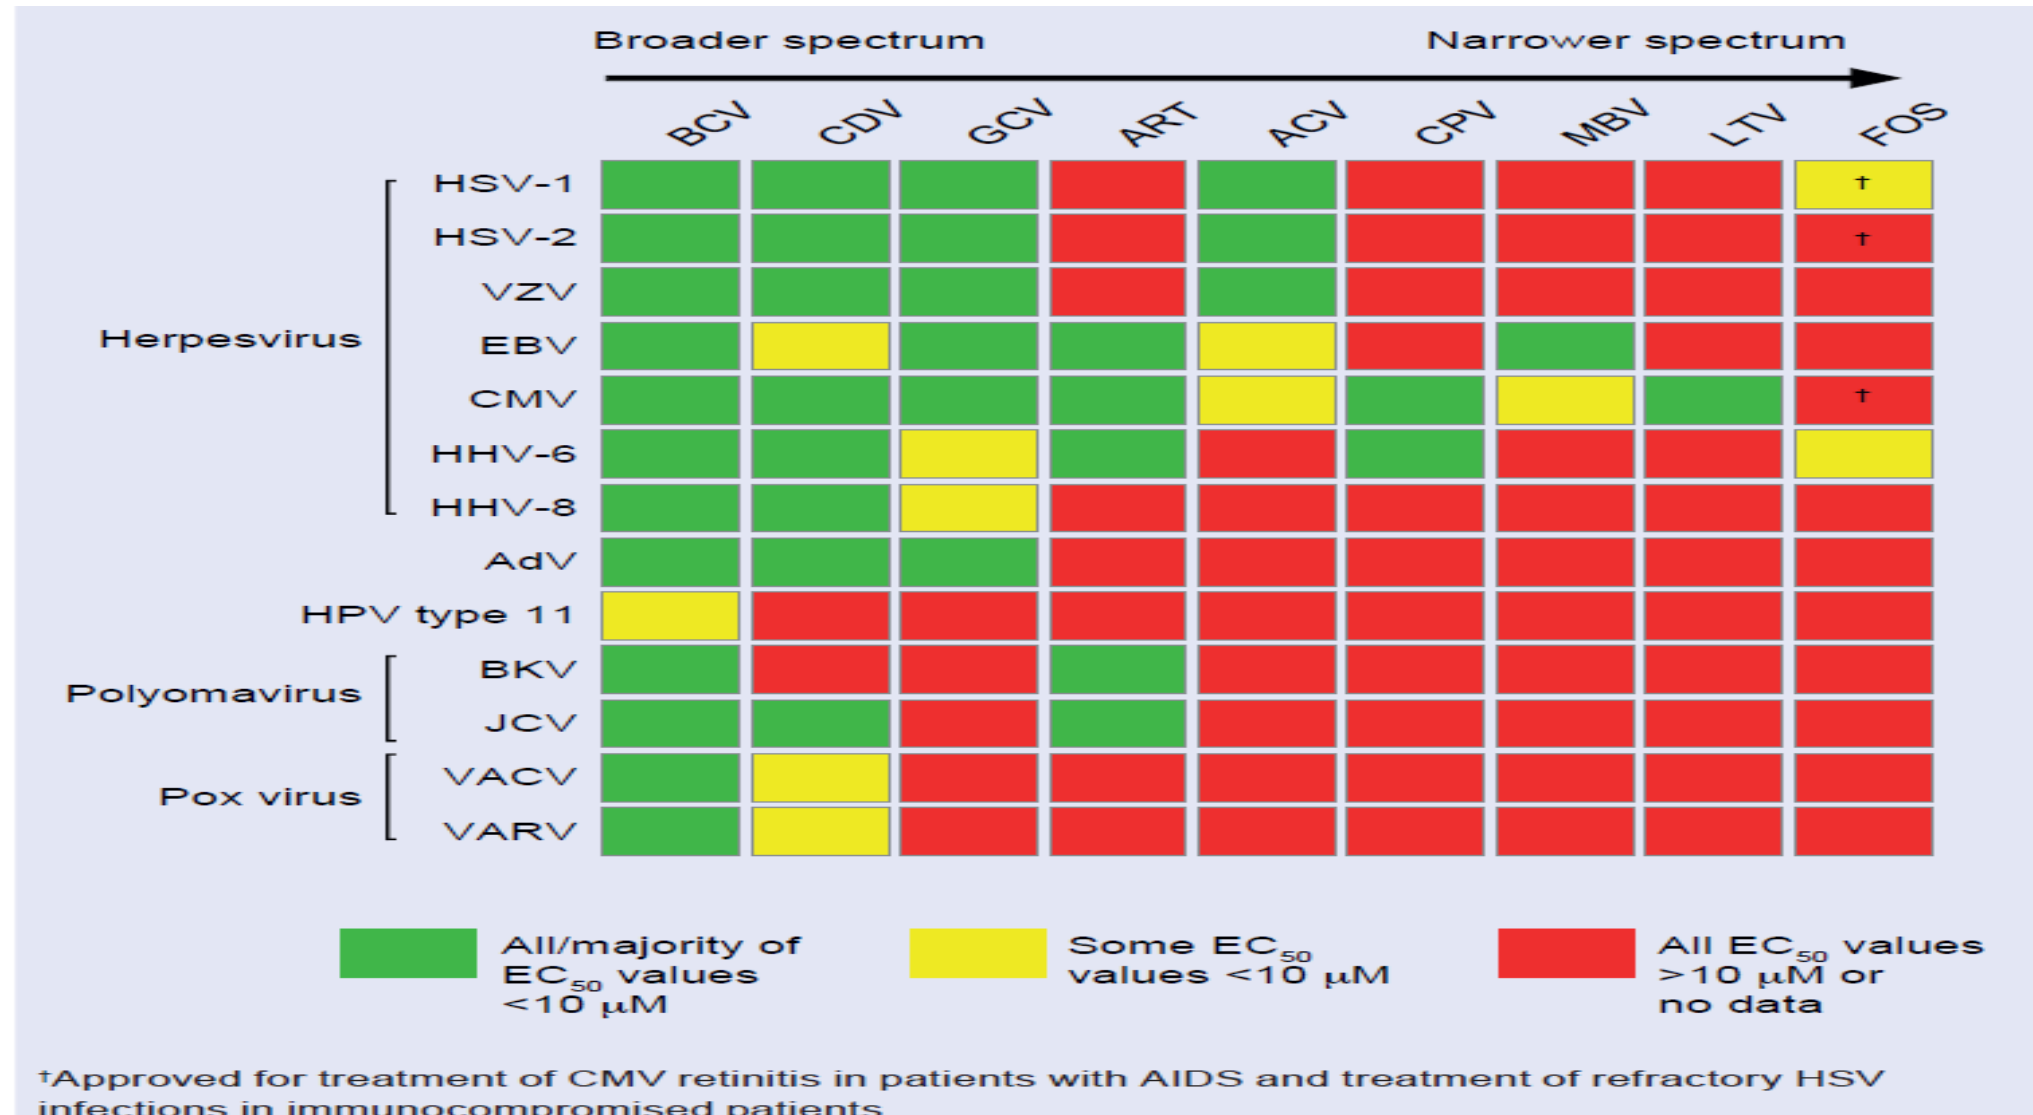 Broader spectrum Narrower spectrum
BCV CDV GCV ART ACV CPV MBV LTV FOS
HSV-1 †
HSV-2 †
VZV
Herpesvirus
EBV
CMV †
HHV-6
HHV-8
AdV
HPV type 11
BKV
Polyomavirus
JCV
VACV
Pox virus
VARV
All/majority of
EC50 values
<10 μM
Some EC50
values <10 μM
All EC50 values
>10 μM or
no data
†Approved for treatment of CMV retinitis in patients with AIDS and treatment of refractory HSV
infections in immunocompromised patients